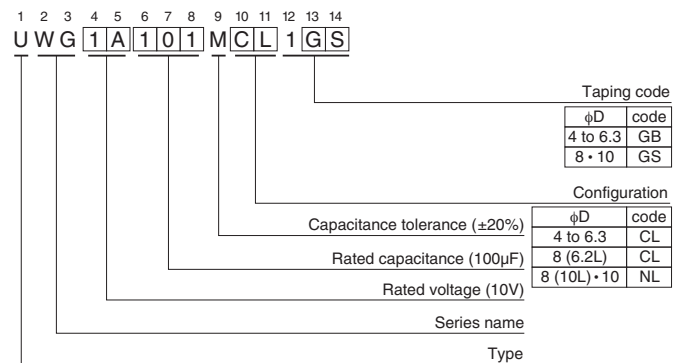 1 2 3 4 5 6 7 8 9 10 11 12 13 14
U W G 1 A 1 0 1 M C L 1 G S
Taping code
ϕD code
4 to 6.3 GB
8 • 10 GS
Configuration
ϕD code
4 to 6.3 CL
8 (6.2L) CL
8 (10L) • 10 NL
Capacitance tolerance (±20%)
Rated capacitance (100µF)
Rated voltage (10V)
Series name
Type